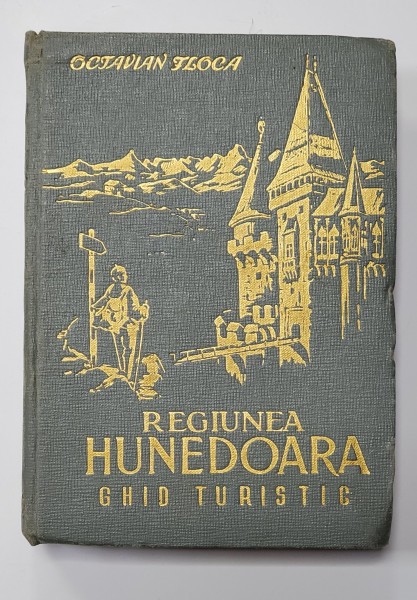 OCTAVIAN FLOCA
REGIUNEA
HUNEDOARA
GHID TURISTIC